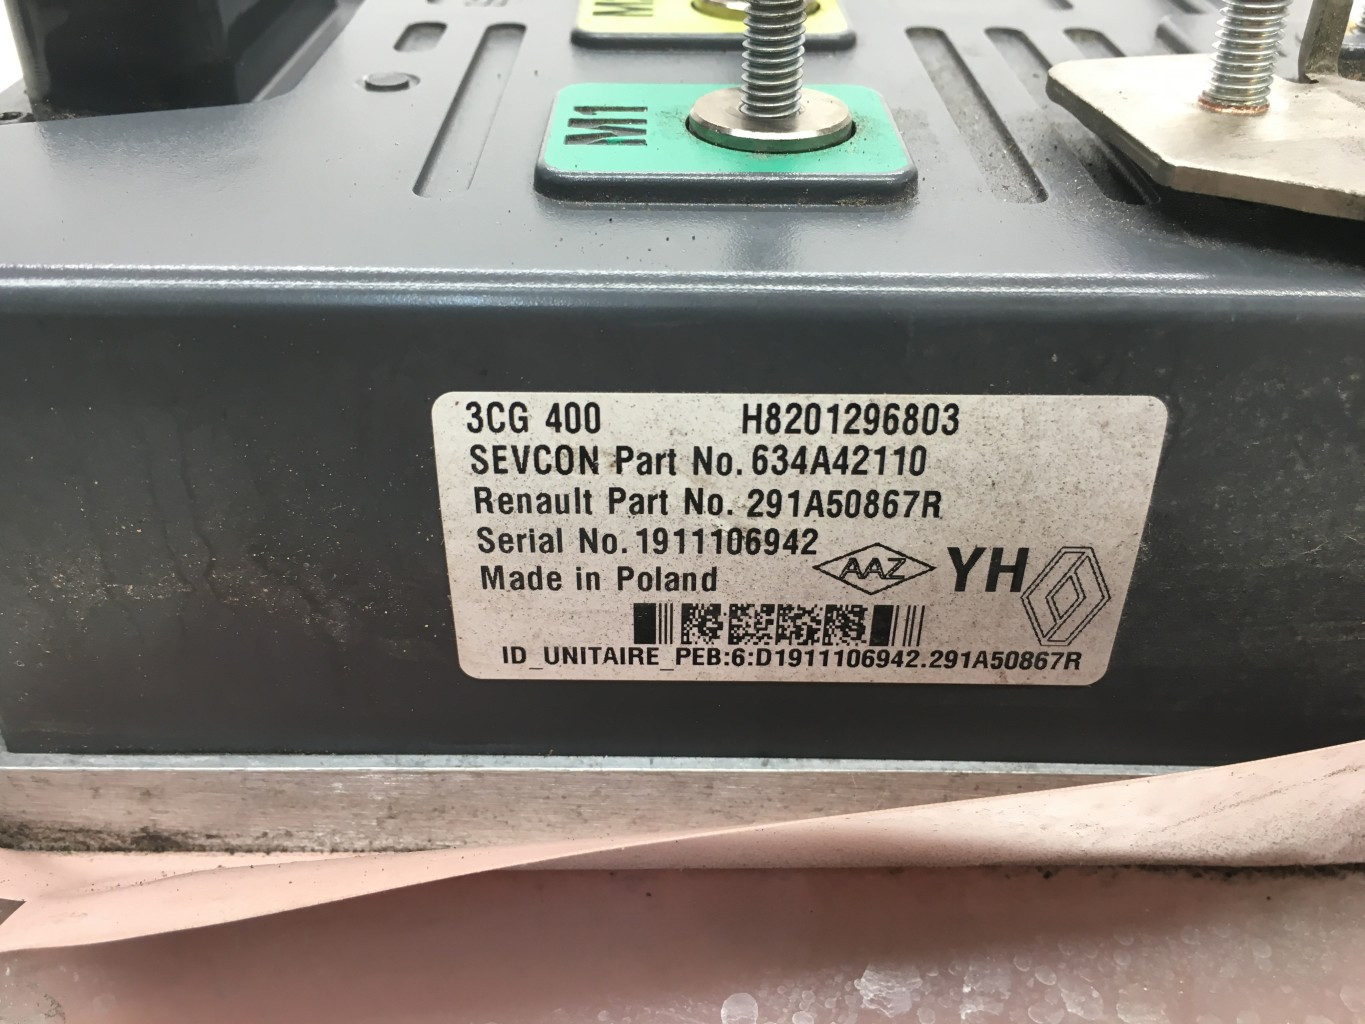 M1
3CG 400 H8201296803
SEVCON Part No. 634A42110
Renault Part No. 291A50867R
Serial No. 1911106942
Made in Poland
AAZ YH
ID_UNITAIRE_PEB:6:D1911106942.291A50867R